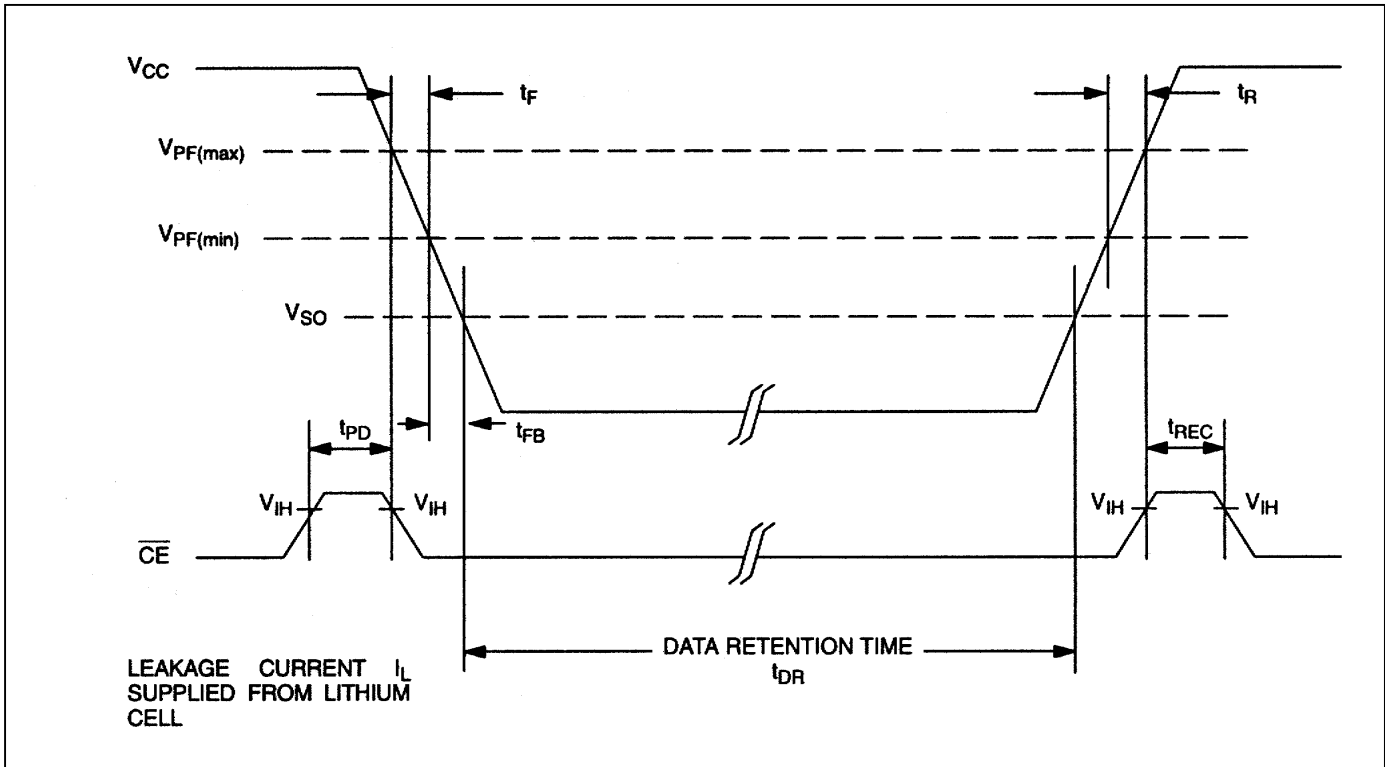 VCC
tF
tR
VPF(max)
VPF(min)
VSO
tPD
tFB
tREC
VIH
VIH
VIH
VIH
CE
DATA RETENTION TIME
tDR
LEAKAGE CURRENT IL
SUPPLIED FROM LITHIUM
CELL